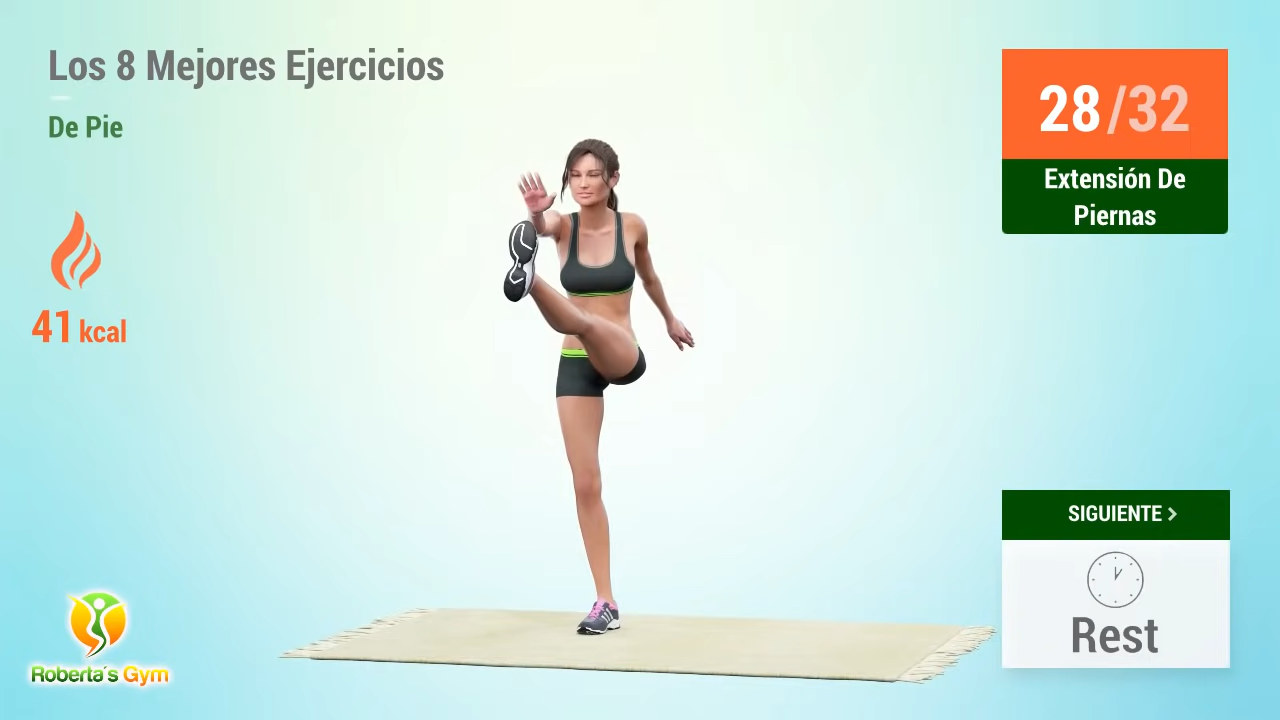 Los 8 Mejores Ejercicios
De Pie
28/32
Extensión De
Piernas
41 kcal
SIGUIENTE >
Rest
Roberta´s Gym